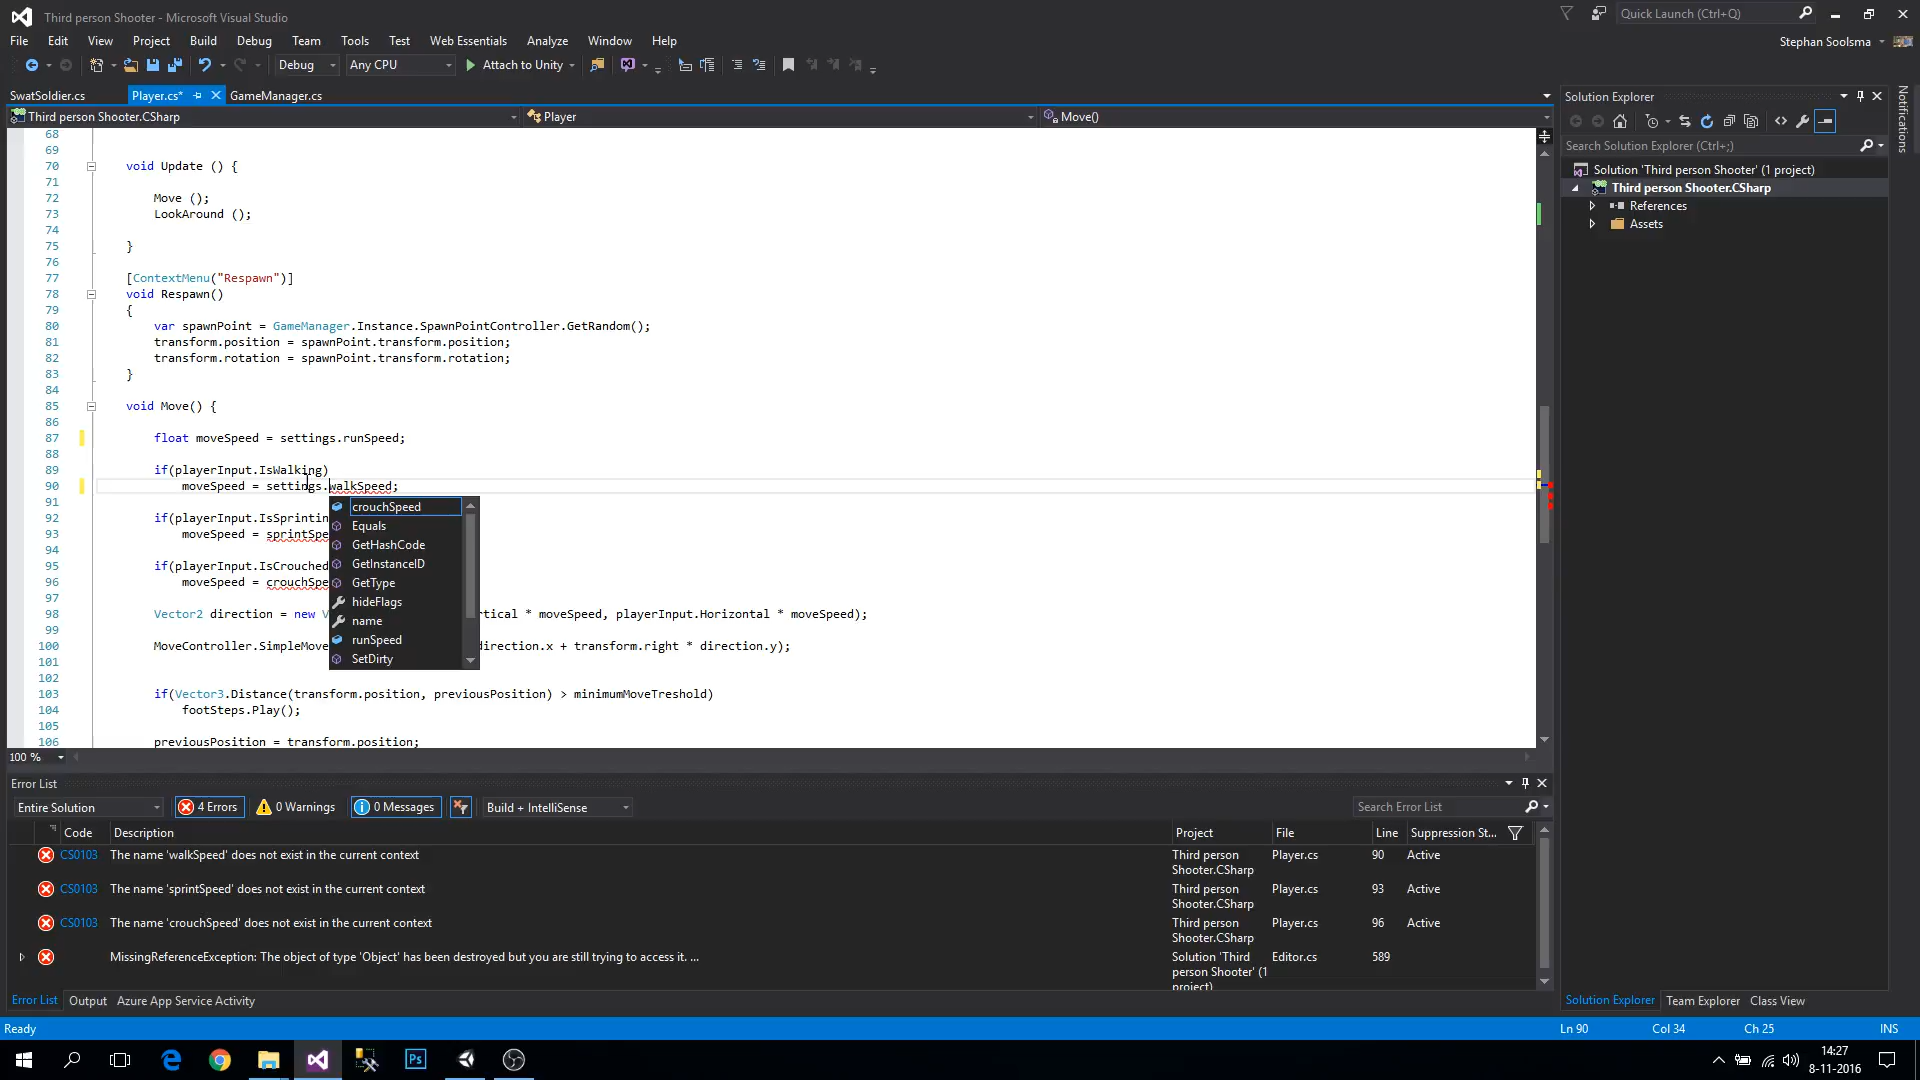 Third person Shooter - Microsoft Visual Studio
Quick Launch (Ctrl+Q)
File Edit View Project Build Debug Team Tools Test Web Essentials Analyze Window Help
Stephan Soolsma
Debug Any CPU Attach to Unity
SwatSoldier.cs Player.cs* GameManager.cs
Third person Shooter.CSharp Player Move()
68
69
70 void Update () {
71
72 Move ();
73 LookAround ();
74
75 }
76
77 [ContextMenu("Respawn")]
78 void Respawn()
79 {
80 var spawnPoint = GameManager.Instance.SpawnPointController.GetRandom();
81 transform.position = spawnPoint.transform.position;
82 transform.rotation = spawnPoint.transform.rotation;
83 }
84
85 void Move() {
86
87 float moveSpeed = settings.runSpeed;
88
89 if(playerInput.IsWalking)
90 moveSpeed = settings.walkSpeed;
91
92 if(playerInput.IsSprintin
93 moveSpeed = sprintSpe
94
95 if(playerInput.IsCrouched
96 moveSpeed = crouchSpe
97
98 Vector2 direction = new V rtical * moveSpeed, playerInput.Horizontal * moveSpeed);
99
100 MoveController.SimpleMove direction.x + transform.right * direction.y);
101
102
103 if(Vector3.Distance(transform.position, previousPosition) > minimumMoveTreshold)
104 footSteps.Play();
105
106 previousPosition = transform.position;
crouchSpeed
Equals
GetHashCode
GetInstanceID
GetType
hideFlags
name
runSpeed
SetDirty
100 %
Solution Explorer
Search Solution Explorer (Ctrl+;)
Solution 'Third person Shooter' (1 project)
Third person Shooter.CSharp
References
Assets
Notifications
Error List
Entire Solution 4 Errors 0 Warnings 0 Messages Build + IntelliSense Search Error List
Code Description Project File Line Suppression St...
CS0103 The name 'walkSpeed' does not exist in the current context Third person Shooter.CSharp Player.cs 90 Active
CS0103 The name 'sprintSpeed' does not exist in the current context Third person Shooter.CSharp Player.cs 93 Active
CS0103 The name 'crouchSpeed' does not exist in the current context Third person Shooter.CSharp Player.cs 96 Active
MissingReferenceException: The object of type 'Object' has been destroyed but you are still trying to access it. ... Solution 'Third person Shooter' (1 project) Editor.cs 589
Error List Output Azure App Service Activity
Solution Explorer Team Explorer Class View
Ready Ln 90 Col 34 Ch 25 INS
Ps
14:27
8-11-2016